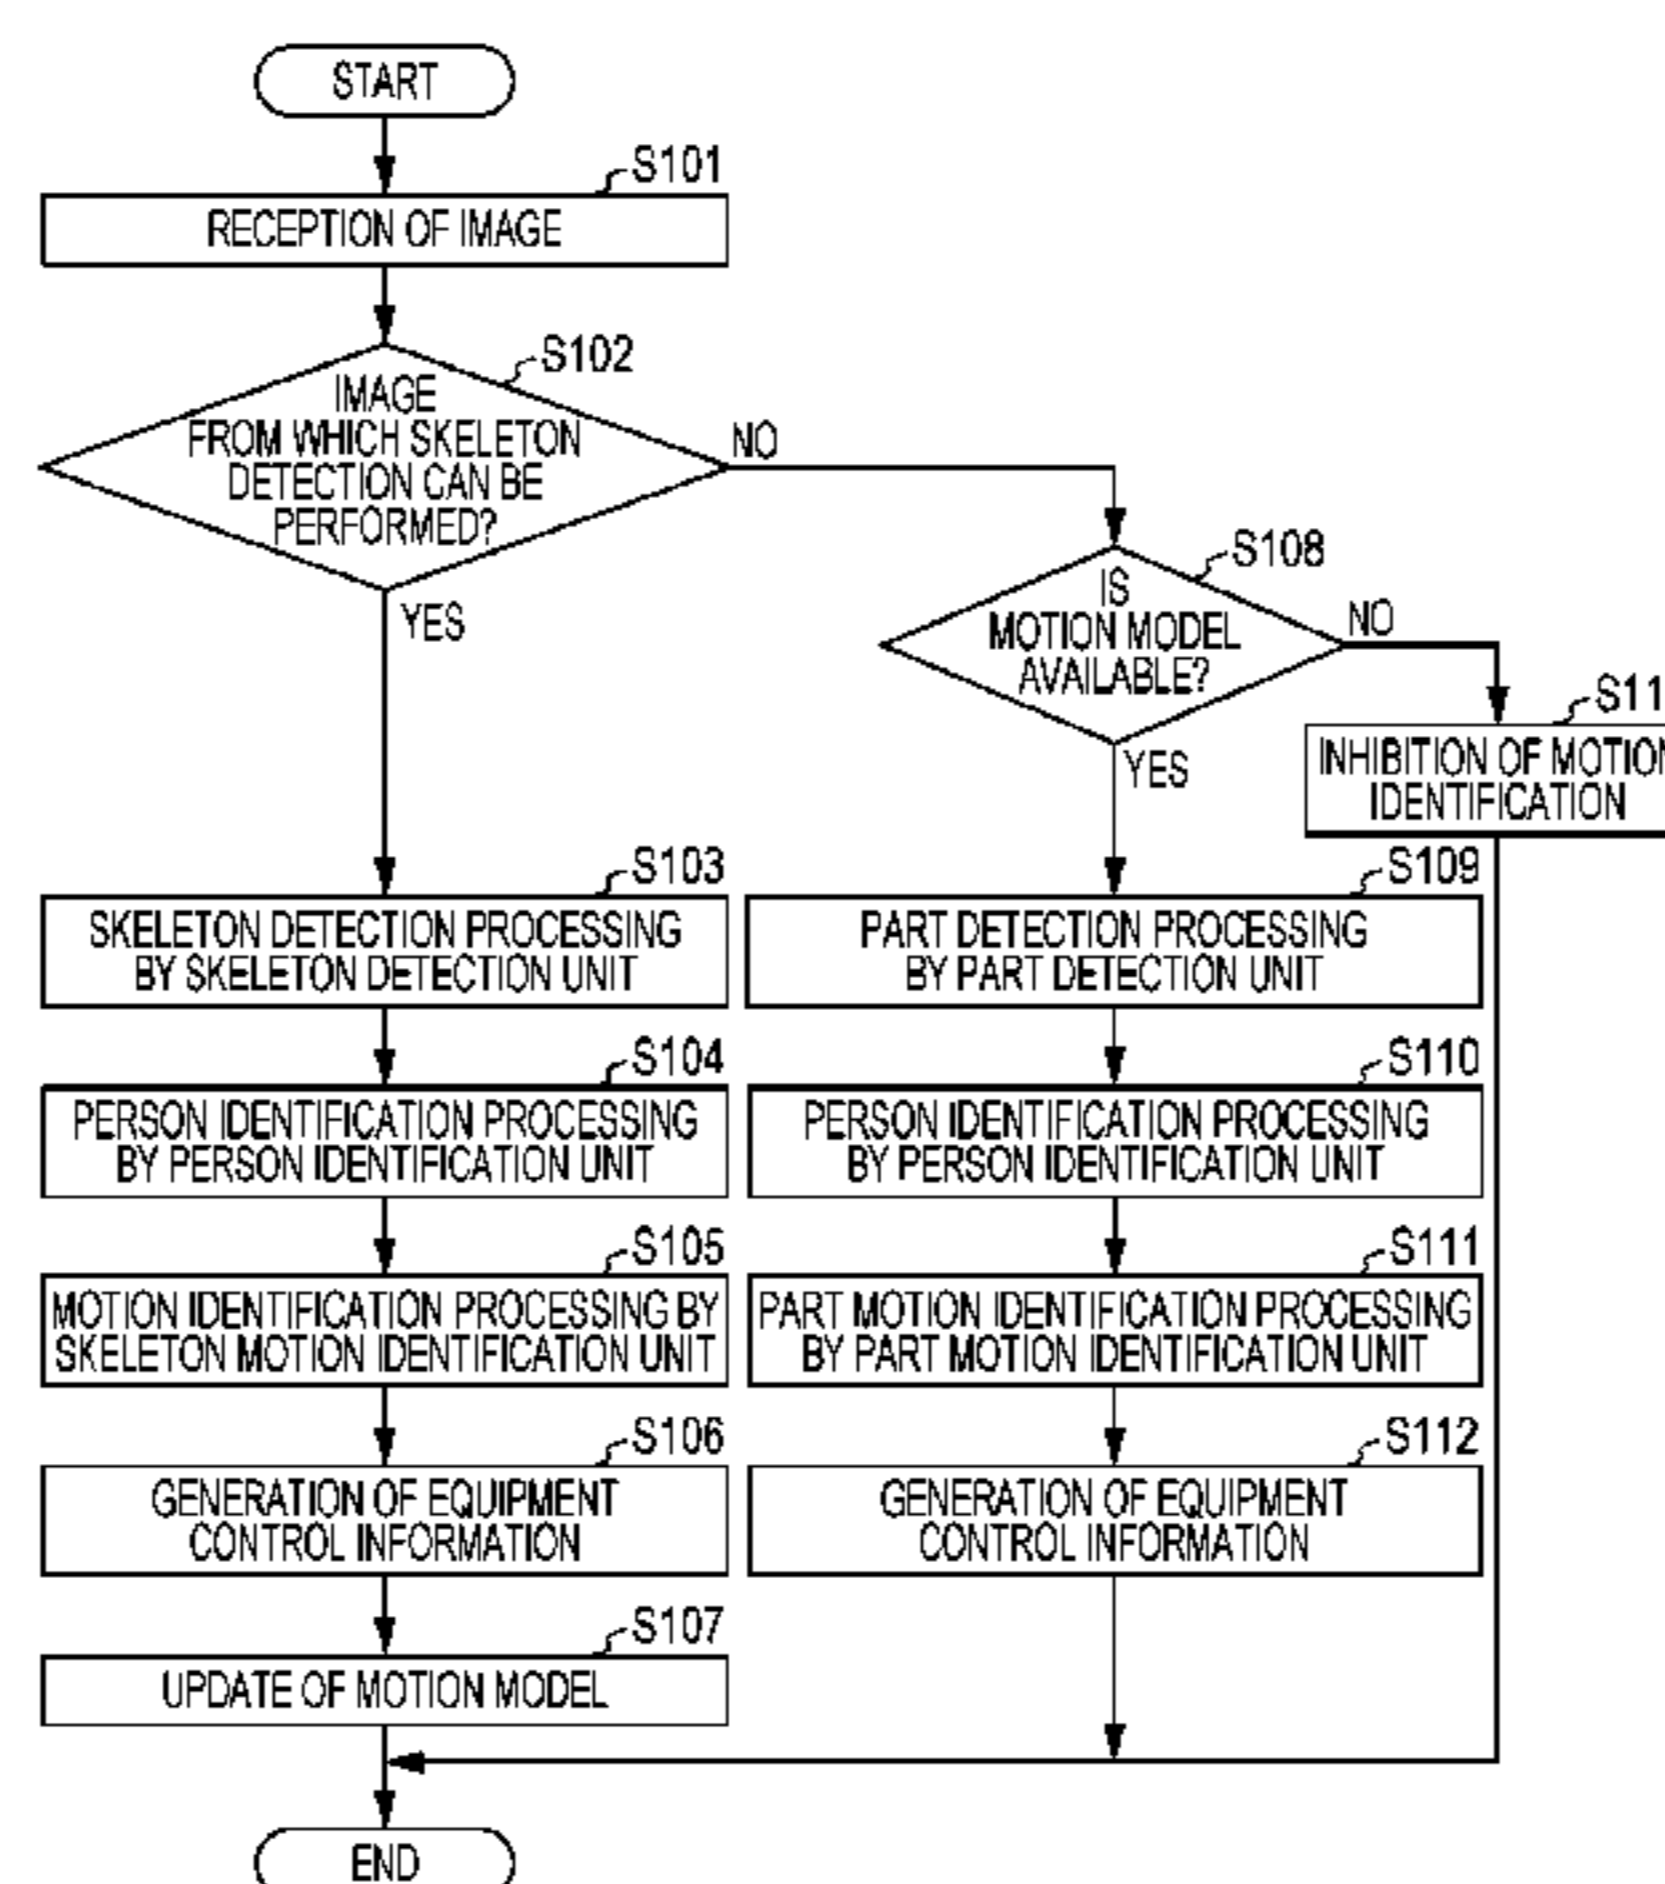 START
S101
RECEPTION OF IMAGE
S102
IMAGE
FROM WHICH SKELETON
DETECTION CAN BE
PERFORMED?
NO
YES
S108
IS
MOTION MODEL
AVAILABLE?
NO
YES
INHIBITION OF MOTION
IDENTIFICATION
S103
SKELETON DETECTION PROCESSING
BY SKELETON DETECTION UNIT
S109
PART DETECTION PROCESSING
BY PART DETECTION UNIT
S104
PERSON IDENTIFICATION PROCESSING
BY PERSON IDENTIFICATION UNIT
S110
PERSON IDENTIFICATION PROCESSING
BY PERSON IDENTIFICATION UNIT
S105
MOTION IDENTIFICATION PROCESSING BY
SKELETON MOTION IDENTIFICATION UNIT
S111
PART MOTION IDENTIFICATION PROCESSING
BY PART MOTION IDENTIFICATION UNIT
S106
GENERATION OF EQUIPMENT
CONTROL INFORMATION
S112
GENERATION OF EQUIPMENT
CONTROL INFORMATION
S107
UPDATE OF MOTION MODEL
END